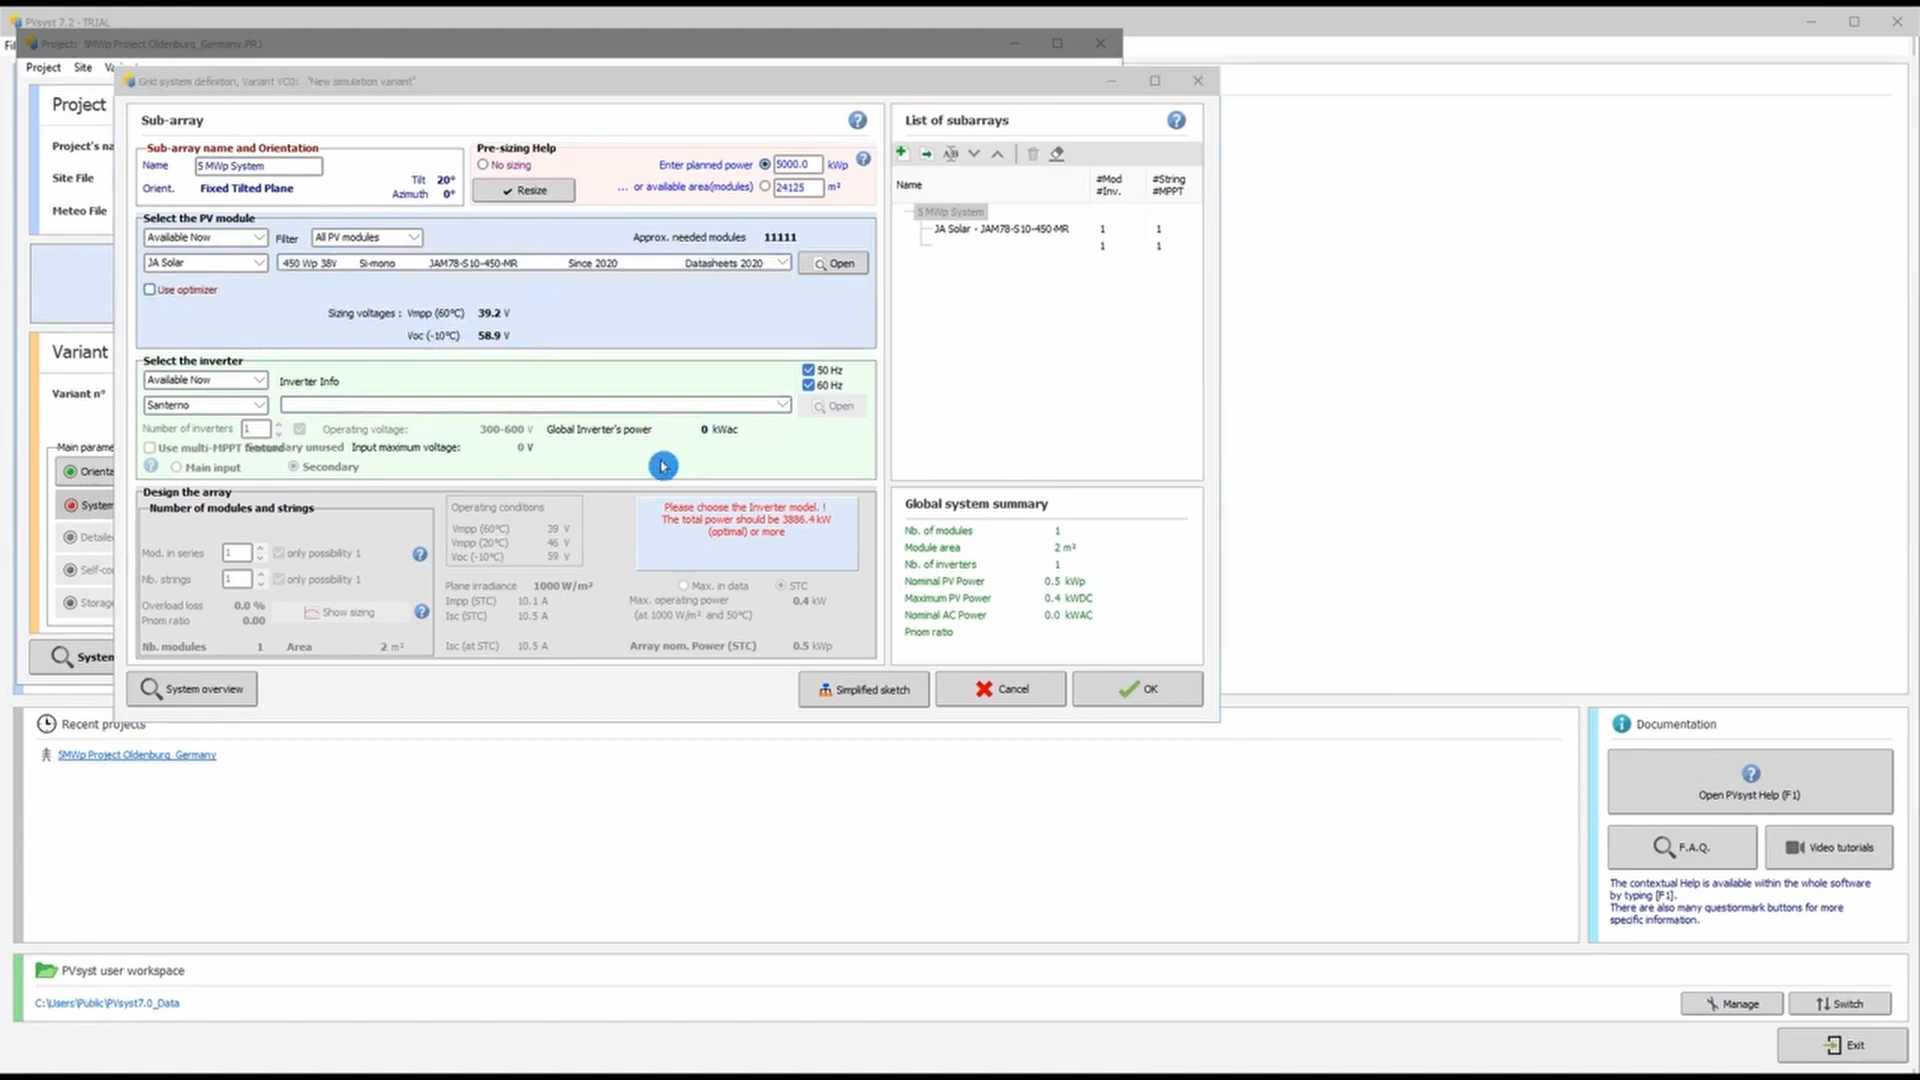 PVsyst 7.2 - TRIAL
Project: 5MWp Project Oldenburg_Germany.PRJ
Project Site
Grid system definition, Variant VC0: "New simulation variant"
Project
Project's na
Site File
Meteo File
Variant
Variant n°
Main parame
Orienta
System
Detaile
Self-co
Storag
System
Sub-array
Sub-array name and Orientation
Name 5 MWp System
Orient. Fixed Tilted Plane
Tilt 20°
Azimuth 0°
Pre-sizing Help
No sizing
Enter planned power 5000.0 kWp
Resize
... or available area(modules) 24125 m²
Select the PV module
Available Now Filter All PV modules Approx. needed modules 11111
JA Solar 450 Wp 38V Si-mono JAM78-S10-450-MR Since 2020 Datasheets 2020 Open
Use optimizer
Sizing voltages : Vmpp (60°C) 39.2 V
Voc (-10°C) 58.9 V
Select the inverter
Available Now Inverter Info
50 Hz
60 Hz
Santerno Open
Number of inverters 1 Operating voltage: 300-600 V Global Inverter's power 0 kWac
Use multi-MPPT unused Input maximum voltage: 0 V
Main input Secondary
Design the array
Number of modules and strings
Mod. in series 1 only possibility 1
Nb. strings 1 only possibility 1
Overload loss 0.0 %
Pnom ratio 0.00
Show sizing
Nb. modules 1 Area 2 m²
Operating conditions
Vmpp (60°C) 39 V
Vmpp (20°C) 46 V
Voc (-10°C) 59 V
Plane irradiance 1000 W/m²
Impp (STC) 10.1 A
Isc (STC) 10.5 A
Isc (at STC) 10.5 A
Please choose the Inverter model. !
The total power should be 3886.4 kW
(optimal) or more
Max. in data STC
Max. operating power 0.4 kW
(at 1000 W/m² and 50°C)
Array nom. Power (STC) 0.5 kWp
List of subarrays
Name
#Mod
#Inv.
#String
#MPPT
5 MWp System
JA Solar - JAM78-S10-450-MR 1 1
1 1
Global system summary
Nb. of modules 1
Module area 2 m²
Nb. of inverters 1
Nominal PV Power 0.5 kWp
Maximum PV Power 0.4 kWDC
Nominal AC Power 0.0 kWAC
Pnom ratio
System overview
Simplified sketch
Cancel
OK
Recent projects
5MWp Project Oldenburg_Germany
Documentation
Open PVsyst Help (F1)
F.A.Q.
Video tutorials
The contextual Help is available within the whole software
by typing [F1].
There are also many questionmark buttons for more
specific information.
PVsyst user workspace
C:\Users\Public\PVsyst7.0_Data
Manage
Switch
Exit